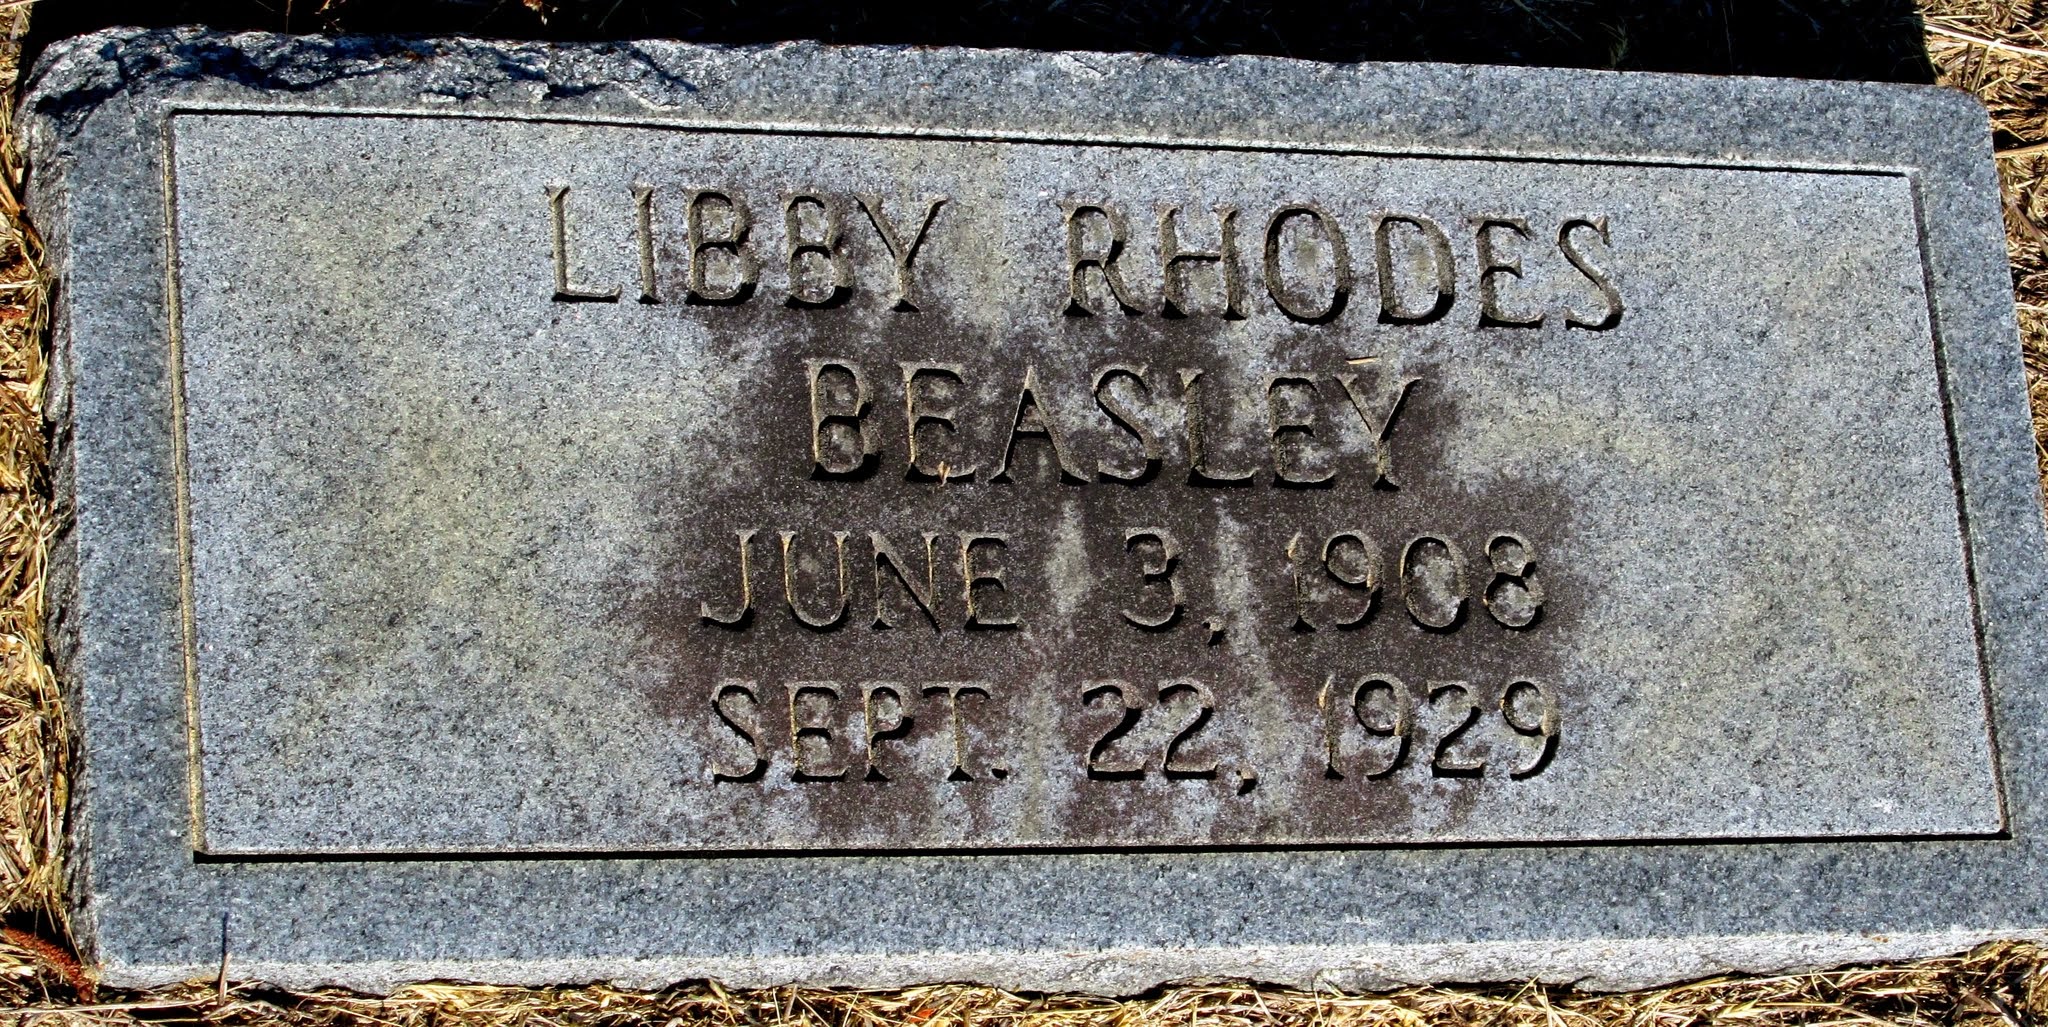 LIBBY RHODES
BEASLEY
JUNE 3, 1908
SEPT. 22, 1929